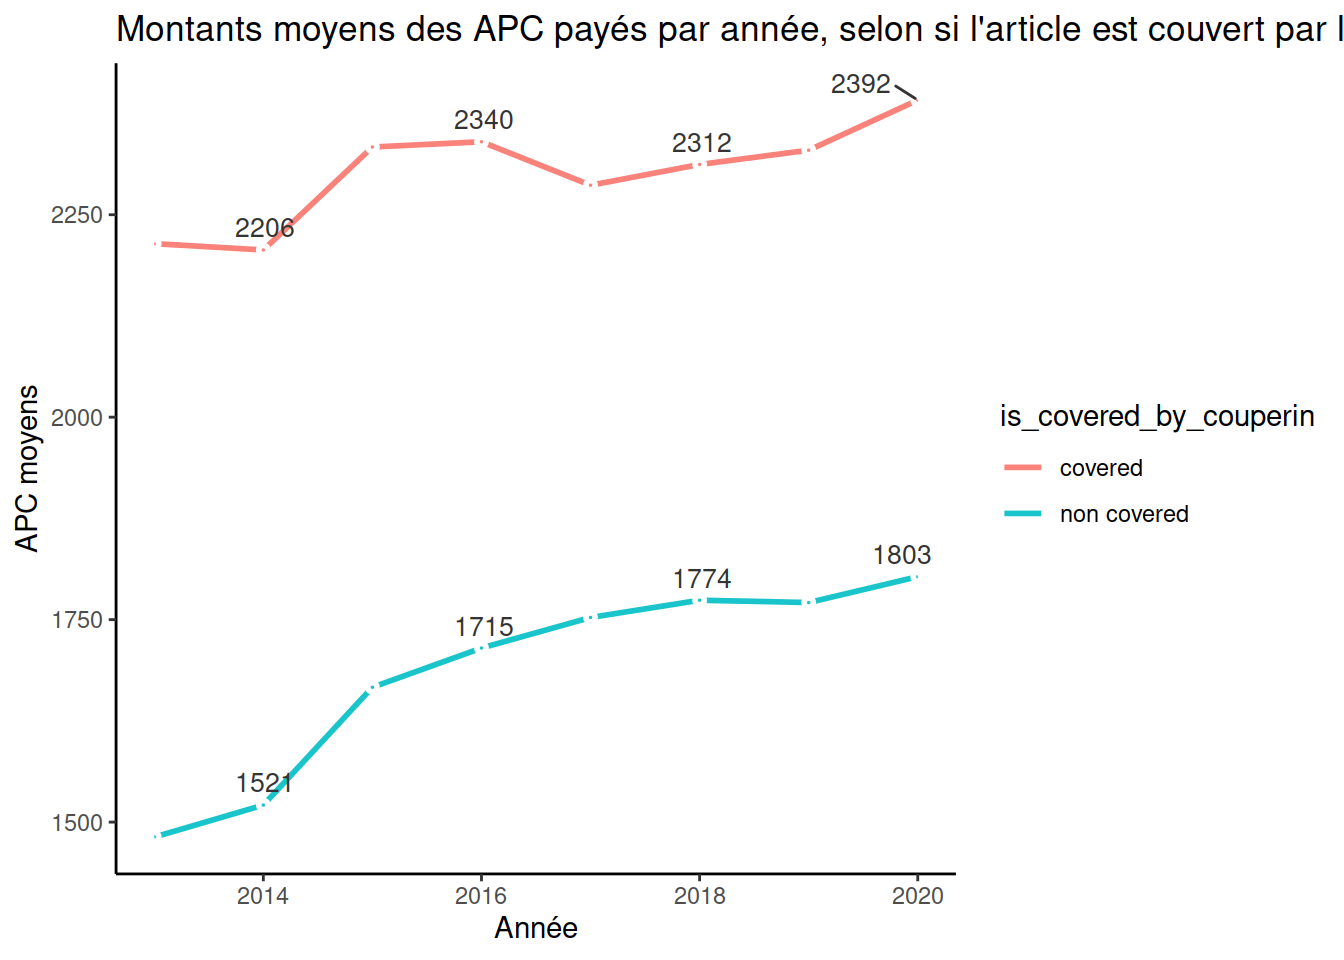 Montants moyens des APC payés par année, selon si l'article est couvert par
2392
2340
2312
2206
2250
2000
1750
1500
1803
1774
1715
1521
APC moyens
2014
2016
2018
2020
Année
is_covered_by_couperin
covered
non covered